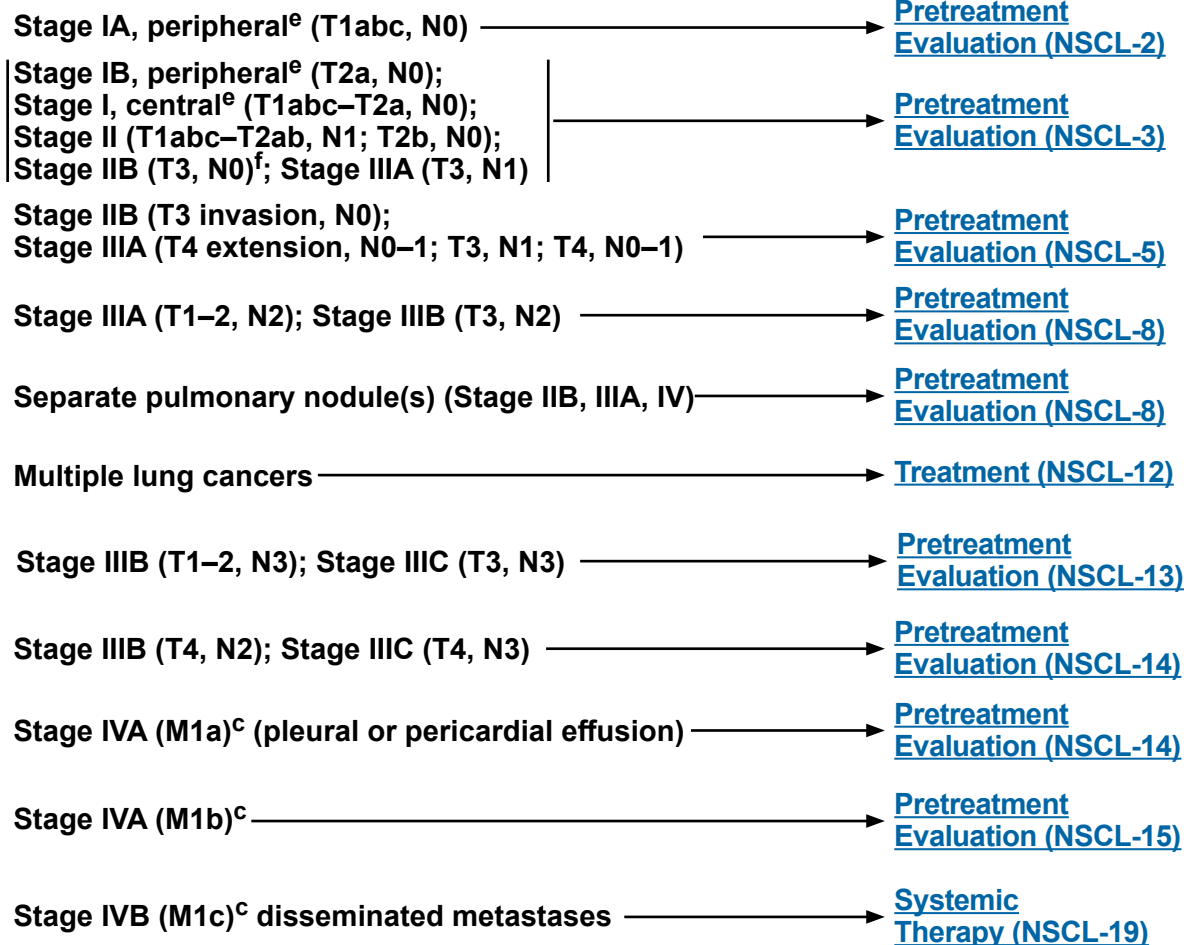 Stage IA, peripheralᵉ (T1abc, N0)
Pretreatment
Evaluation (NSCL-2)
Stage IB, peripheralᵉ (T2a, N0);
Stage I, centralᵉ (T1abc–T2a, N0);
Stage II (T1abc–T2ab, N1; T2b, N0);
Stage IIB (T3, N0)ᶠ; Stage IIIA (T3, N1)
Pretreatment
Evaluation (NSCL-3)
Stage IIB (T3 invasion, N0);
Stage IIIA (T4 extension, N0–1; T3, N1; T4, N0–1)
Pretreatment
Evaluation (NSCL-5)
Stage IIIA (T1–2, N2); Stage IIIB (T3, N2)
Pretreatment
Evaluation (NSCL-8)
Separate pulmonary nodule(s) (Stage IIB, IIIA, IV)
Pretreatment
Evaluation (NSCL-8)
Multiple lung cancers
Treatment (NSCL-12)
Stage IIIB (T1–2, N3); Stage IIIC (T3, N3)
Pretreatment
Evaluation (NSCL-13)
Stage IIIB (T4, N2); Stage IIIC (T4, N3)
Pretreatment
Evaluation (NSCL-14)
Stage IVA (M1a)ᶜ (pleural or pericardial effusion)
Pretreatment
Evaluation (NSCL-14)
Stage IVA (M1b)ᶜ
Pretreatment
Evaluation (NSCL-15)
Stage IVB (M1c)ᶜ disseminated metastases
Systemic
Therapy (NSCL-19)